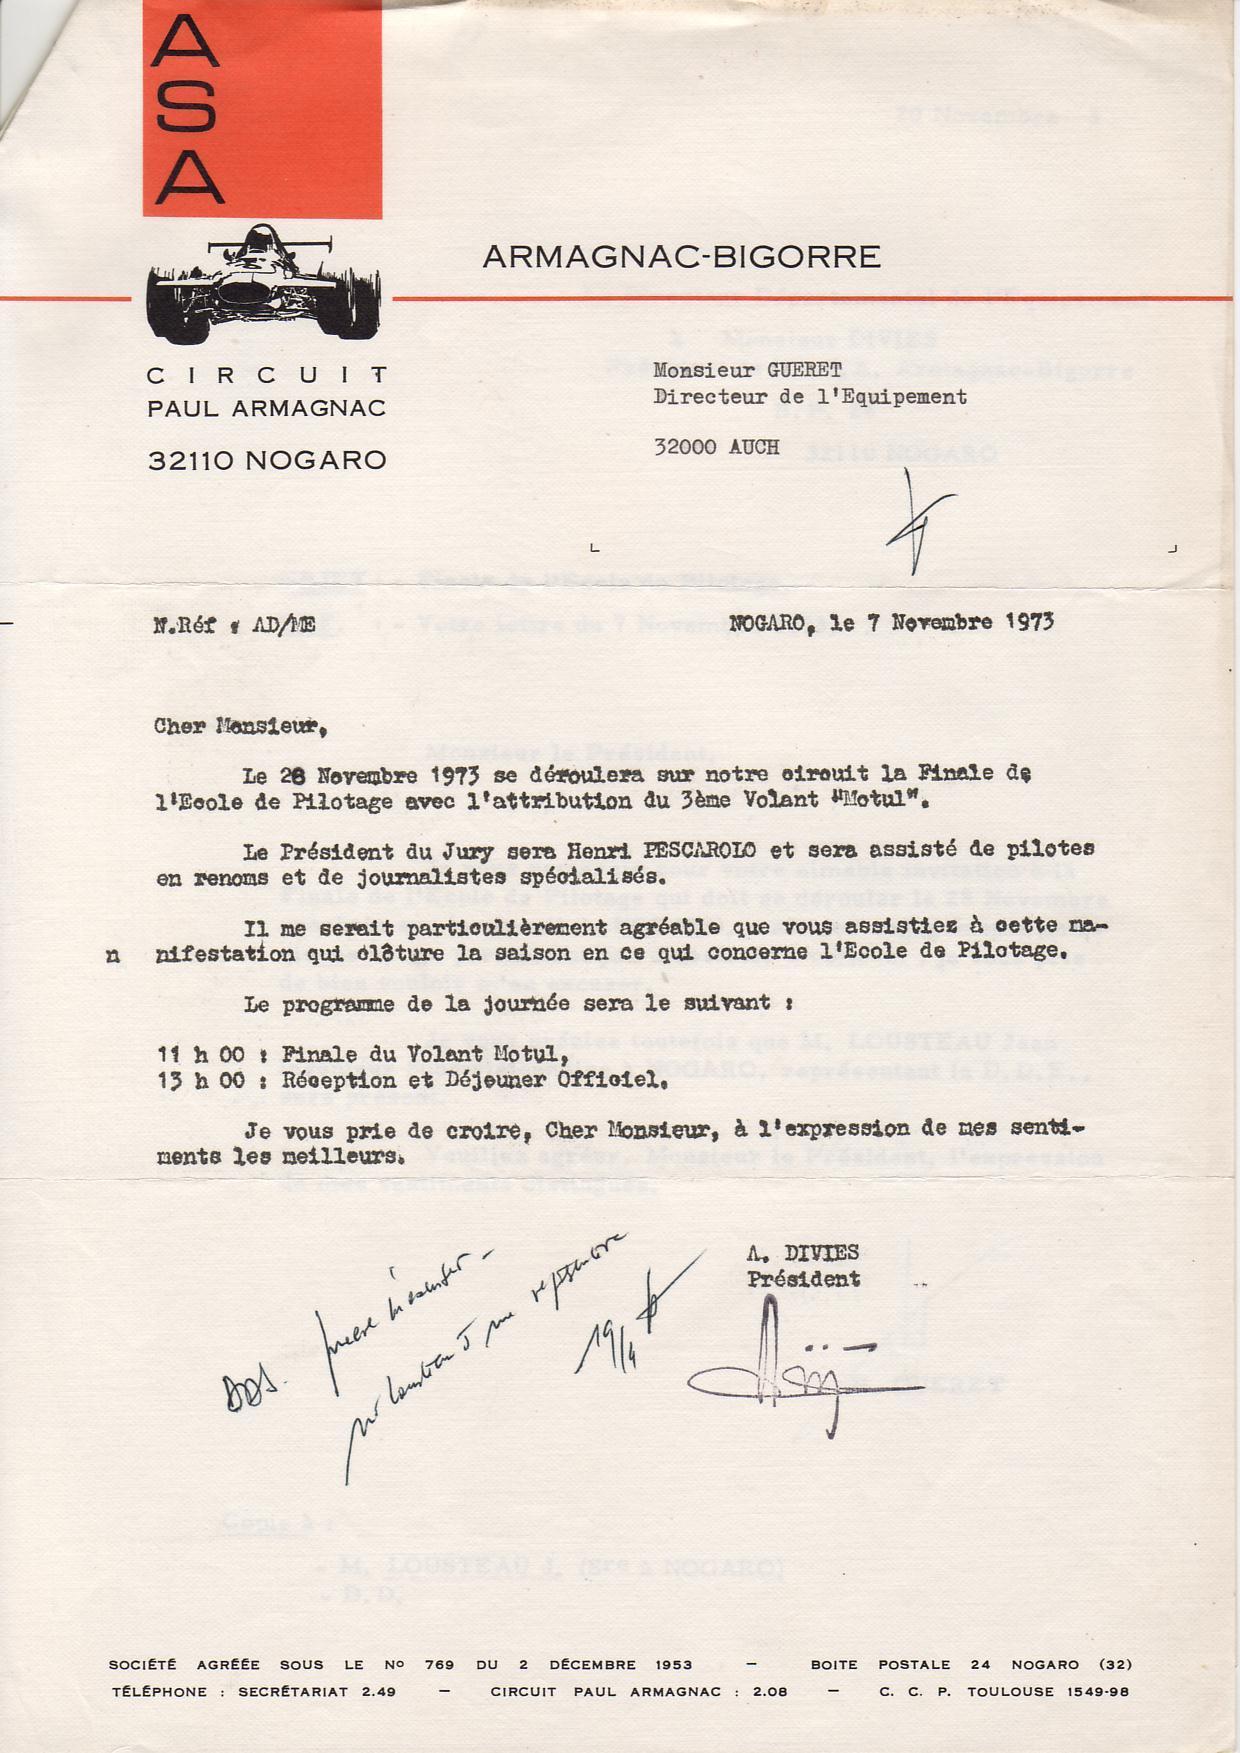 ASA
ARMAGNAC-BIGORRE
CIRCUIT
PAUL ARMAGNAC
32110 NOGARO
Monsieur GUERET
Directeur de l'Equipement
32000 AUCH
N.Réf : AD/ME
NOGARO, le 7 Novembre 1973
Cher Monsieur,
Le 28 Novembre 1973 se déroulera sur notre circuit la Finale de
l'Ecole de Pilotage avec l'attribution du 3ème Volant "Motul".
Le Président du Jury sera Henri PESCAROLO et sera assisté de pilotes
en renoms et de journalistes spécialisés.
Il me serait particulièrement agréable que vous assistiez à cette ma-
n nifestation qui clôture la saison en ce qui concerne l'Ecole de Pilotage.
Le programme de la journée sera le suivant :
11 h 00 : Finale du Volant Motul,
13 h 00 : Réception et Déjeuner Officiel.
Je vous prie de croire, Cher Monsieur, à l'expression de mes senti-
ments les meilleurs.
A. DIVIES
Président
me représentera
19/4
SOCIÉTÉ AGRÉÉE SOUS LE No 769 DU 2 DÉCEMBRE 1953 — BOITE POSTALE 24 NOGARO (32)
TÉLÉPHONE : SECRÉTARIAT 2.49 — CIRCUIT PAUL ARMAGNAC : 2.08 — C. C. P. TOULOUSE 1549-98